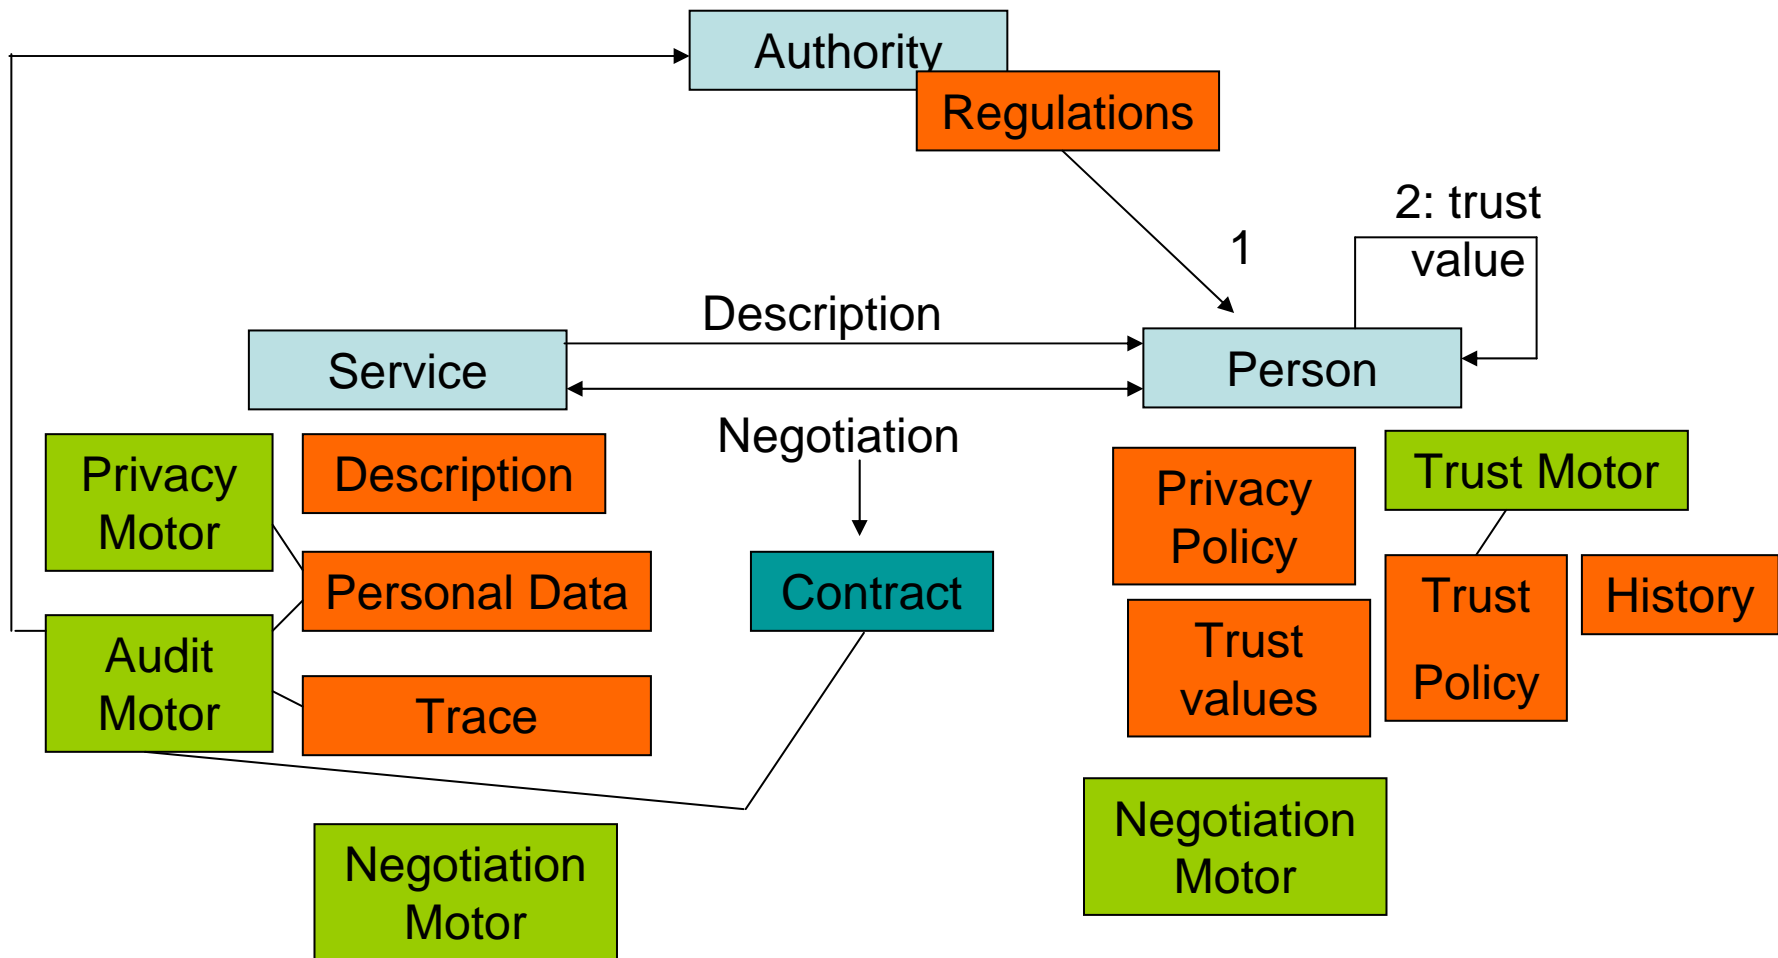 Authority
Regulations
2: trust
value
1
Description
Service
Person
Negotiation
Privacy
Motor
Description
Personal Data
Audit
Motor
Trace
Contract
Privacy
Policy
Trust Motor
Trust
Policy
History
Trust
values
Negotiation
Motor
Negotiation
Motor